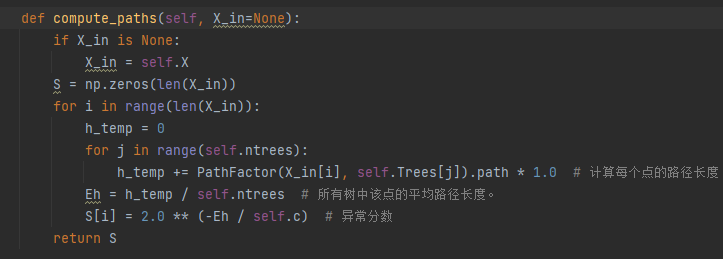 def compute_paths(self, X_in=None):
    if X_in is None:
        X_in = self.X
    S = np.zeros(len(X_in))
    for i in range(len(X_in)):
        h_temp = 0
        for j in range(self.ntrees):
            h_temp += PathFactor(X_in[i], self.Trees[j]).path * 1.0  # 计算每个点的路径长度
        Eh = h_temp / self.ntrees  # 所有树中该点的平均路径长度。
        S[i] = 2.0 ** (-Eh / self.c)  # 异常分数
    return S